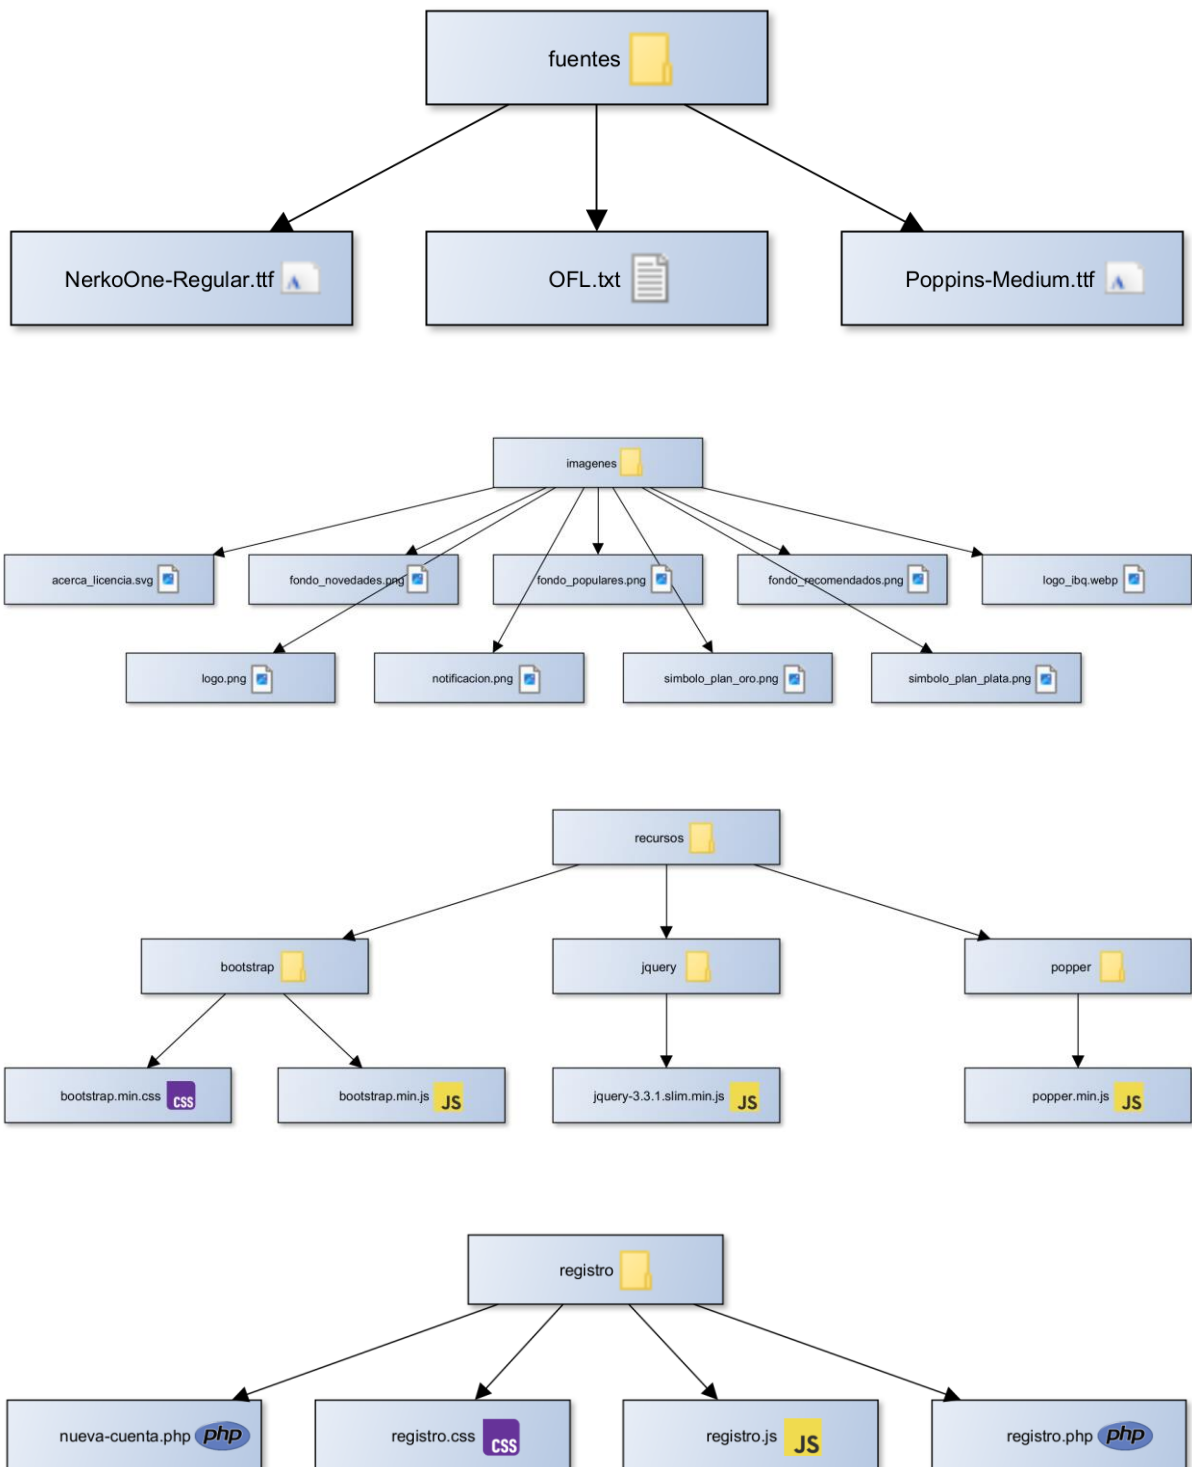 fuentes
NerkoOne-Regular.ttf
OFL.txt
Poppins-Medium.ttf
imagenes
acerca_licencia.svg
fondo_novedades.png
fondo_populares.png
fondo_recomendados.png
logo_ibq.webp
logo.png
notificacion.png
simbolo_plan_oro.png
simbolo_plan_plata.png
recursos
bootstrap
jquery
popper
bootstrap.min.css
CSS
bootstrap.min.js
JS
jquery-3.3.1.slim.min.js
JS
popper.min.js
JS
registro
nueva-cuenta.php
php
registro.css
CSS
registro.js
JS
registro.php
php